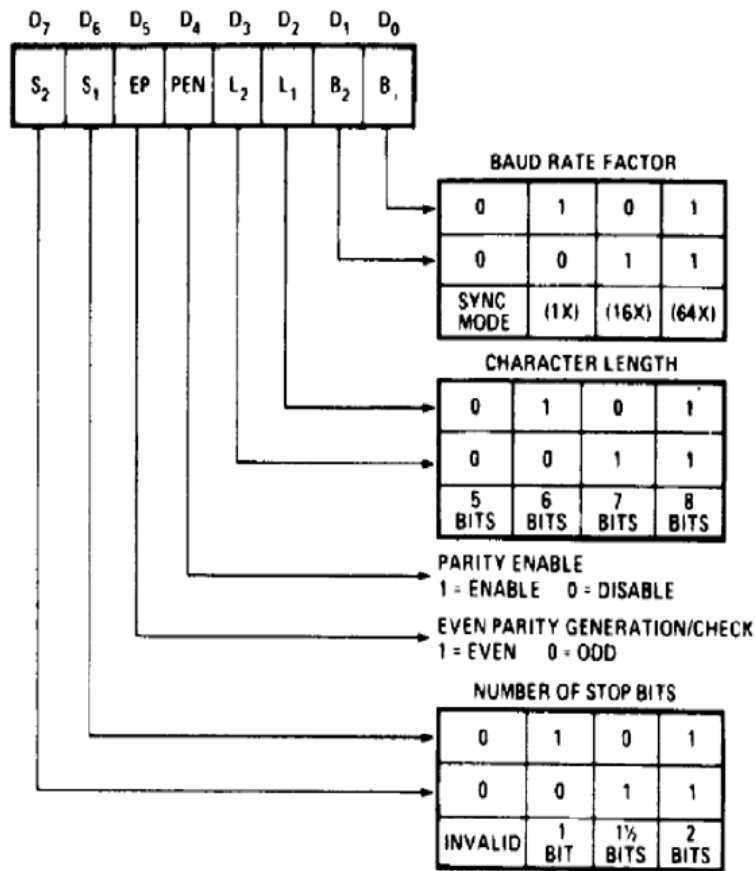 D₇ D₆ D₅ D₄ D₃ D₂ D₁ D₀
S₂ S₁ EP PEN L₂ L₁ B₂ B₁
BAUD RATE FACTOR
0 1 0 1
0 0 1 1
SYNC MODE (1X) (16X) (64X)
CHARACTER LENGTH
0 1 0 1
0 0 1 1
5 BITS 6 BITS 7 BITS 8 BITS
PARITY ENABLE
1 = ENABLE 0 = DISABLE
EVEN PARITY GENERATION/CHECK
1 = EVEN 0 = ODD
NUMBER OF STOP BITS
0 1 0 1
0 0 1 1
INVALID 1 BIT 1½ BITS 2 BITS